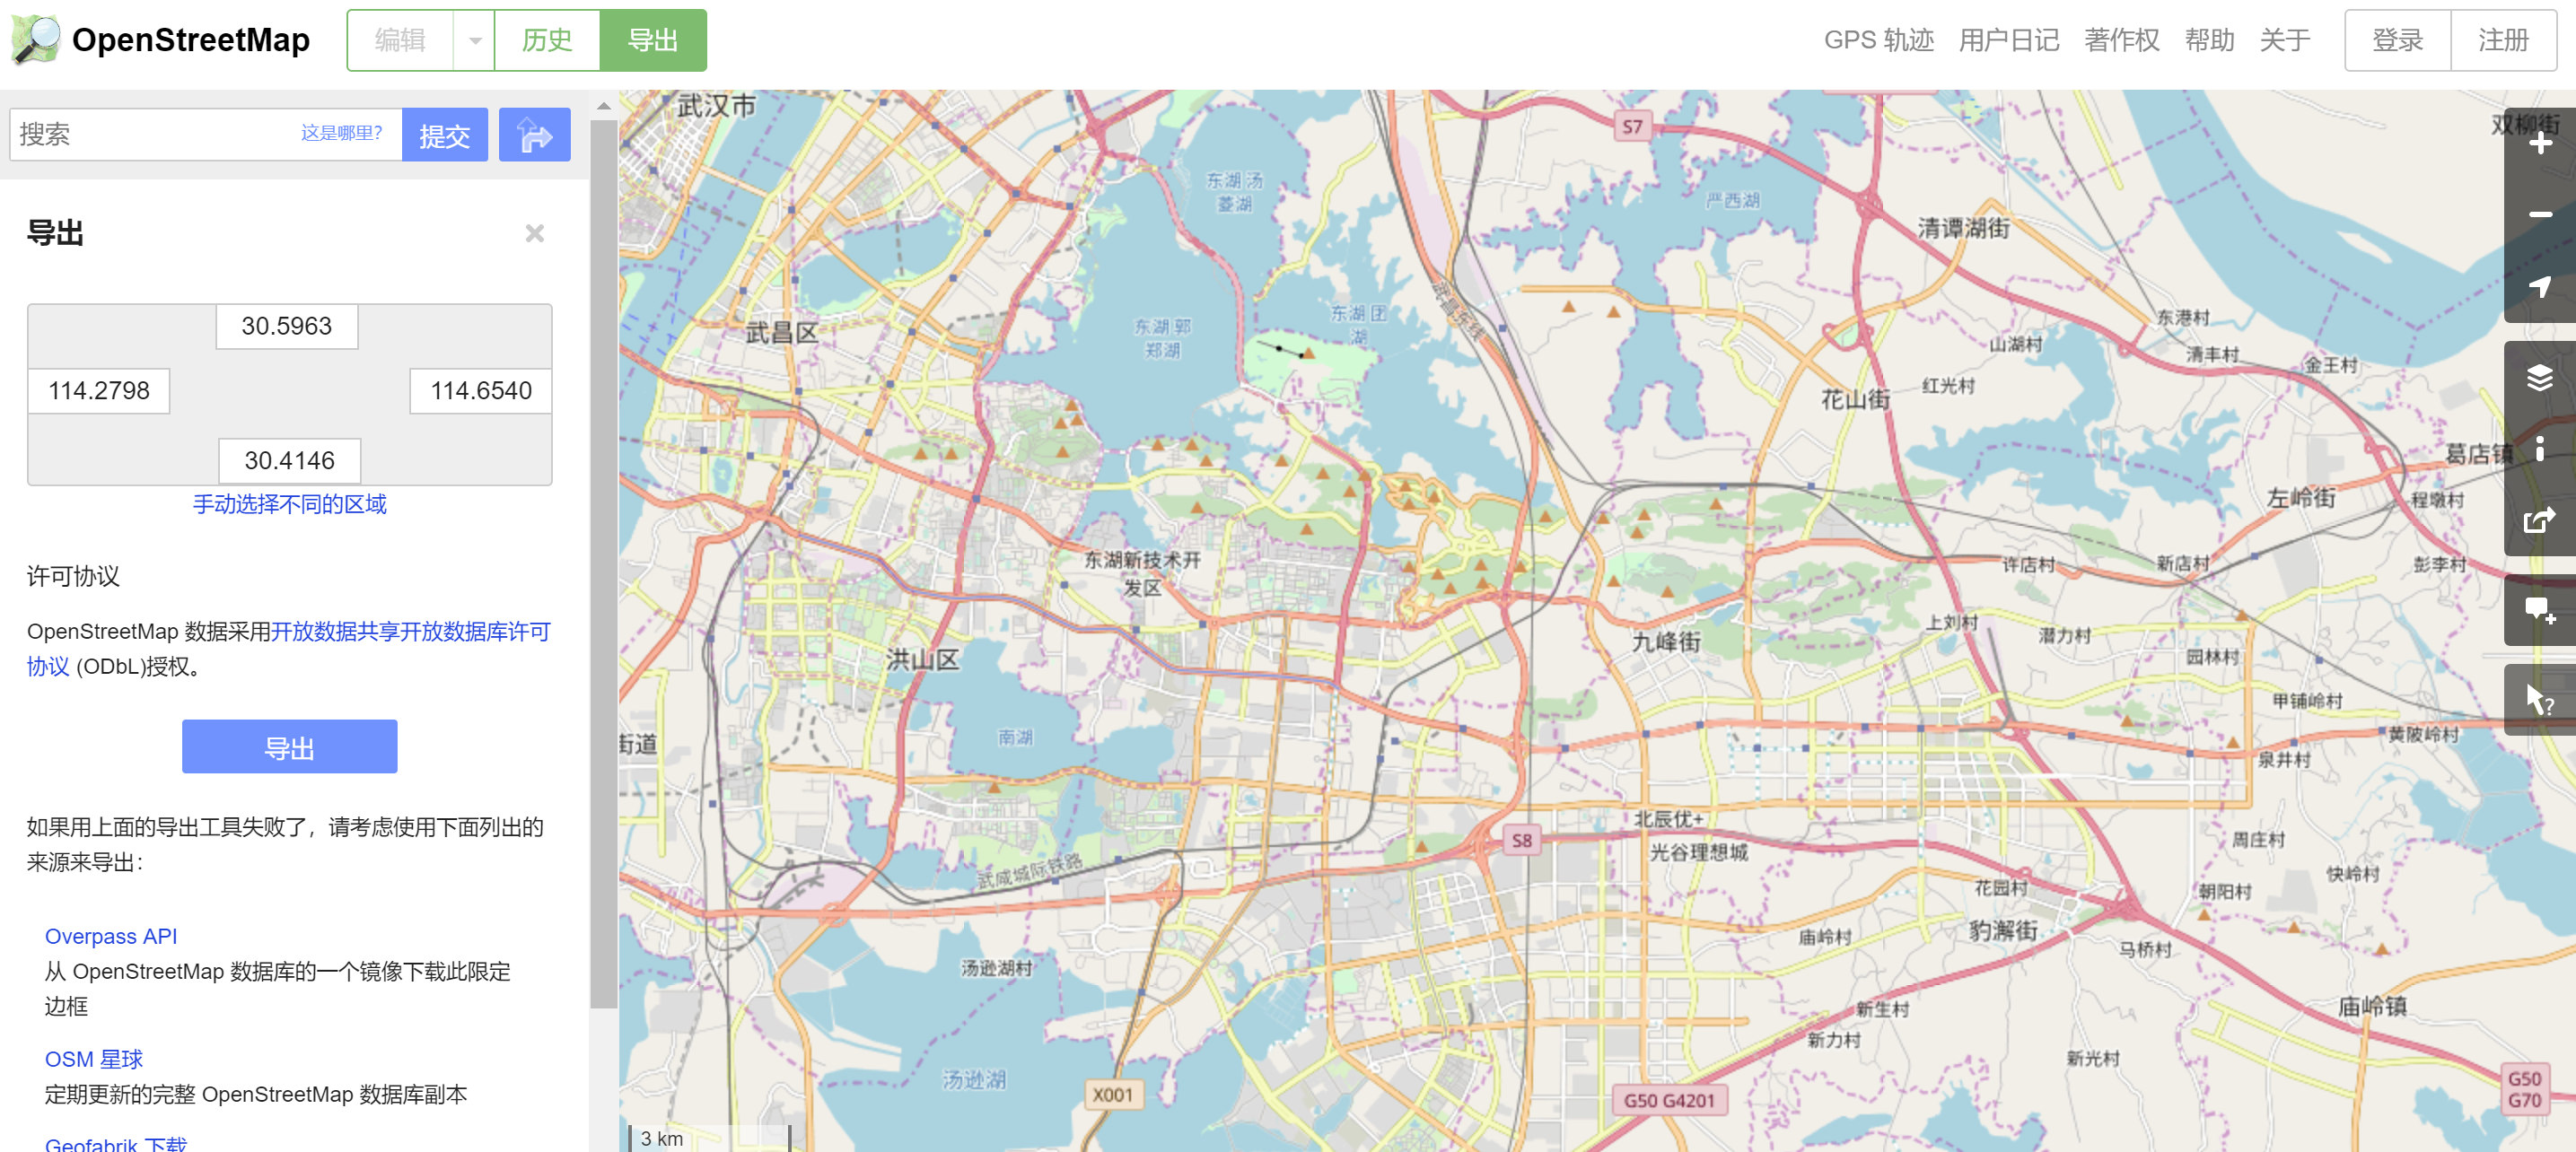 OpenStreetMap
编辑
历史
导出
GPS 轨迹
用户日记
著作权
帮助
关于
登录
注册
搜索
这是哪里?
提交
导出
30.5963
114.2798
114.6540
30.4146
手动选择不同的区域
许可协议
OpenStreetMap 数据采用开放数据共享开放数据库许可
协议 (ODbL)授权。
导出
如果用上面的导出工具失败了，请考虑使用下面列出的
来源来导出：
Overpass API
从 OpenStreetMap 数据库的一个镜像下载此限定
边框
OSM 星球
定期更新的完整 OpenStreetMap 数据库副本
Geofabrik 下载
武汉市
S7
双柳街
东湖 汤
菱湖
严西湖
清谭湖街
武昌区
东湖 郭
郑湖
东湖 团
湖
武昌东线
东港村
山湖村
清丰村
金王村
花山街
红光村
葛店镇
左岭街
程墩村
东湖新技术开
发区
许店村
新店村
彭李村
九峰街
上刘村
潜力村
园林村
洪山区
甲铺岭村
南湖
街道
黄陂岭村
泉井村
S8
北辰优+
光谷理想城
周庄村
武咸城际铁路
花园村
朝阳村
快岭村
豹澥街
庙岭村
马桥村
汤逊湖村
新生村
庙岭镇
新力村
新光村
汤逊湖
X001
G50 G4201
G50
G70
3 km